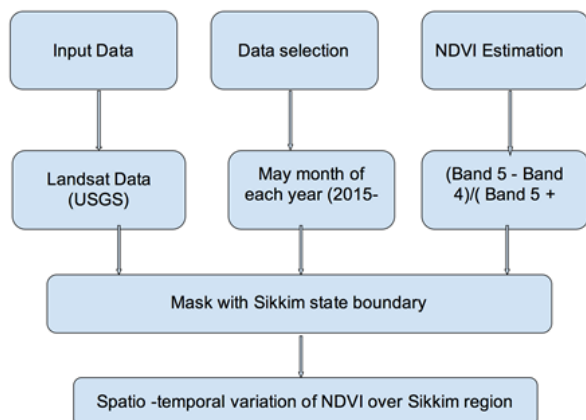 Input Data
Data selection
NDVI Estimation
Landsat Data
(USGS)
May month of
each year (2015-
(Band 5 - Band
4)/( Band 5 +
Mask with Sikkim state boundary
Spatio -temporal variation of NDVI over Sikkim region